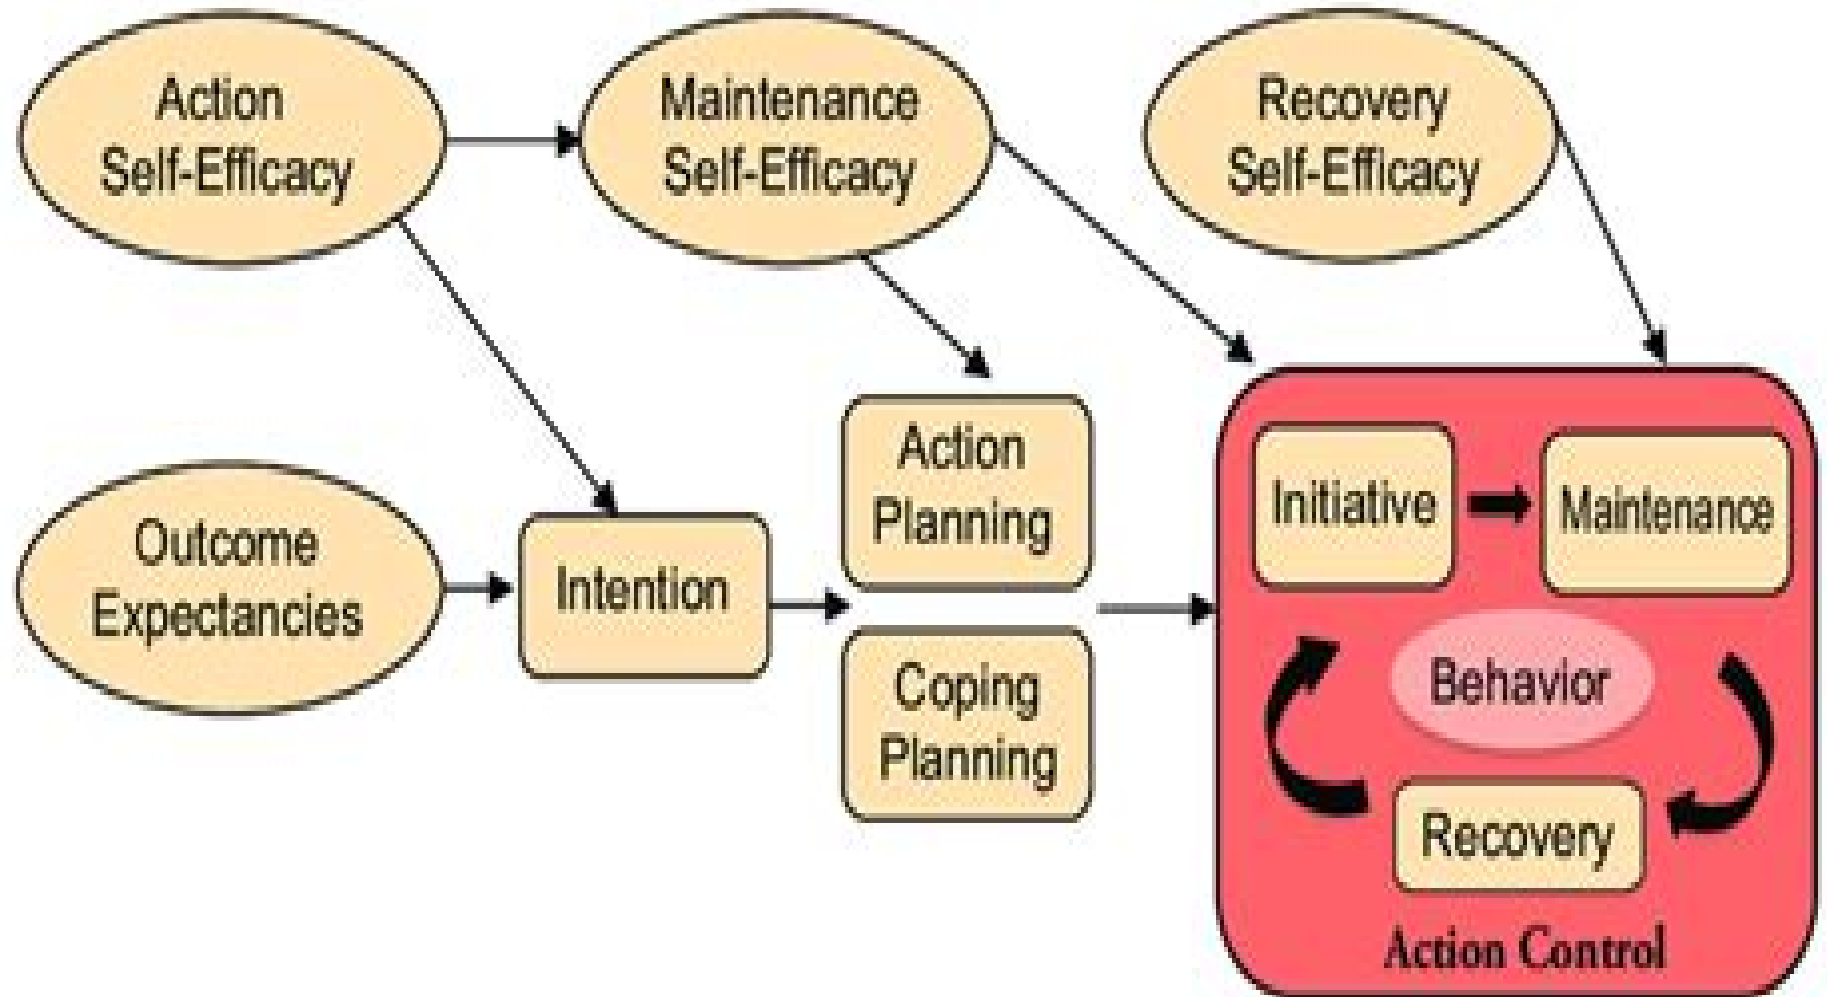 Action
Self-Efficacy
Maintenance
Self-Efficacy
Recovery
Self-Efficacy
Outcome
Expectancies
Intention
Action
Planning
Coping
Planning
Initiative
Maintenance
Behavior
Recovery
Action Control